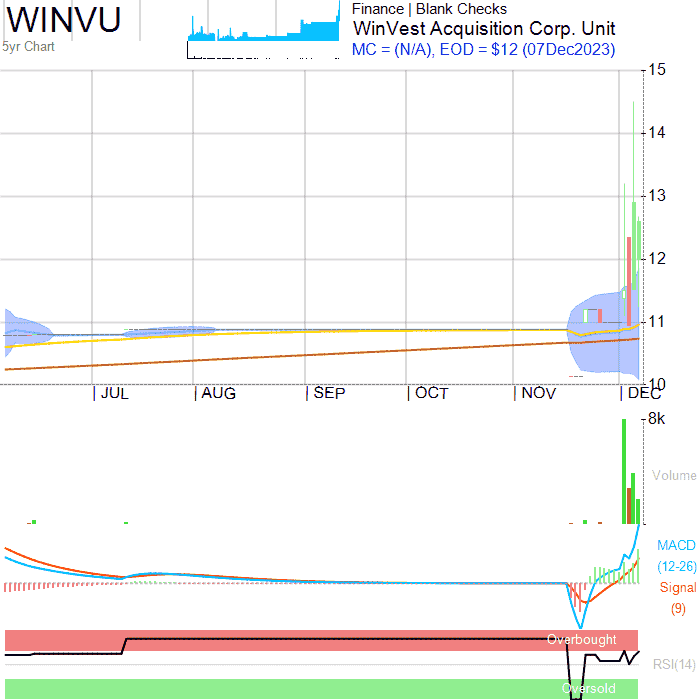 WINVU
5yr Chart
Finance | Blank Checks
WinVest Acquisition Corp. Unit
MC = (N/A), EOD = $12 (07Dec2023)
15
14
13
12
11
10
JUL
AUG
SEP
OCT
NOV
DEC
8k
Volume
MACD
(12-26)
Signal
(9)
Overbought
RSI(14)
Oversold